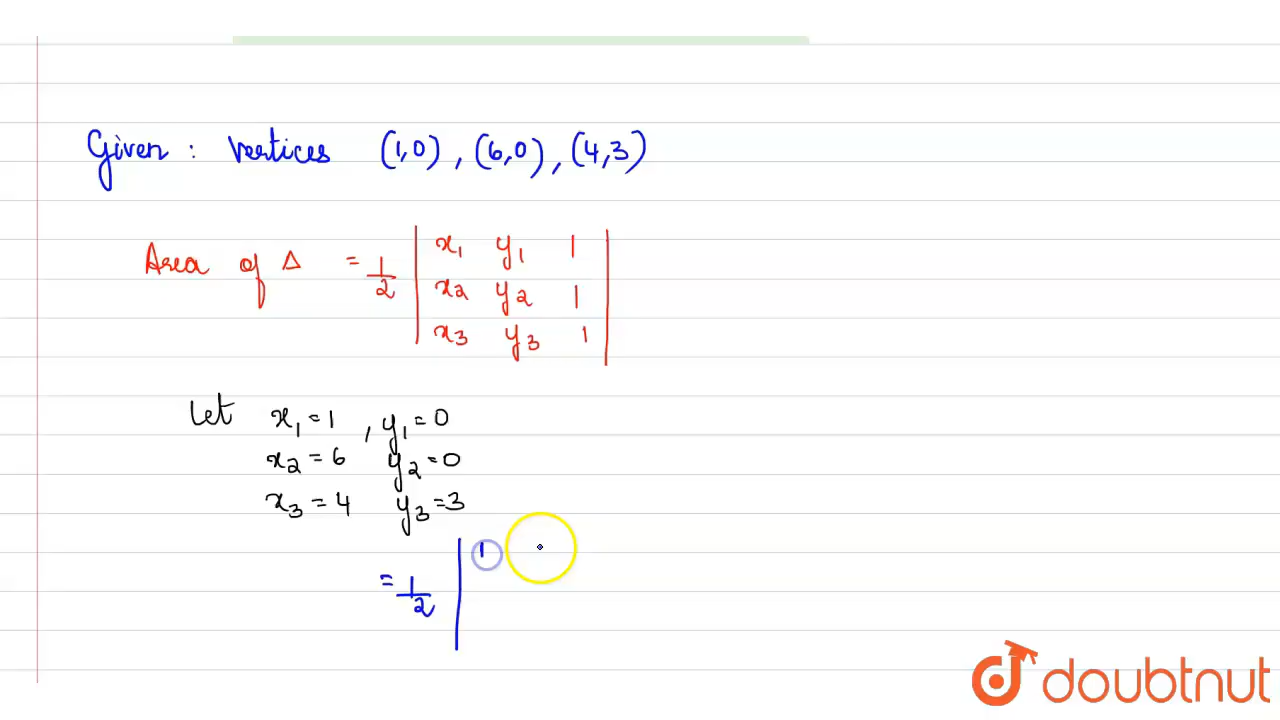 Given : Vertices (1,0) , (6,0) , (4,3)
Area of Δ = 1/2 | x₁ y₁ 1 |
| x₂ y₂ 1 |
| x₃ y₃ 1 |
Let x₁ = 1 , y₁ = 0
x₂ = 6 y₂ = 0
x₃ = 4 y₃ = 3
= 1/2 | 1
doubtnut